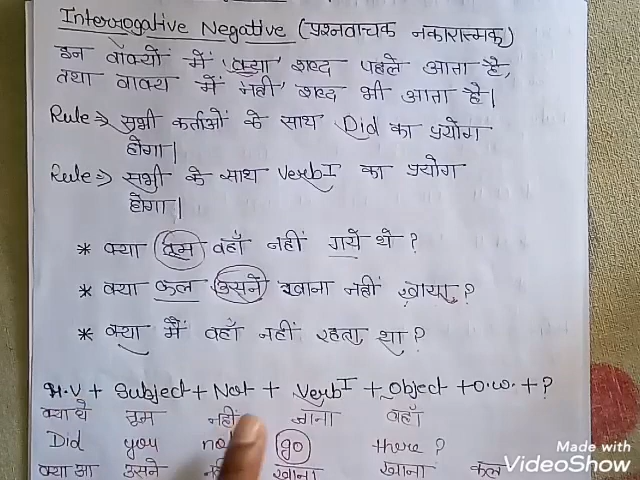 Interrogative Negative (प्रश्नवाचक नकारात्मक)
इन वाक्यों में 'क्या' शब्द पहले आता है,
तथा वाक्य में 'नहीं' शब्द भी आता है।
Rule⇒ सभी कर्ताओं के साथ Did का प्रयोग
होगा।
Rule⇒ सभी के साथ Verb I का प्रयोग
होगा।
* क्या तुम वहाँ नहीं गये थे ?
* क्या कल उसने खाना नहीं खाया ?
* क्या मैं वहाँ नहीं रहता था ?
H.V + Subject + Not + Verb I + Object + O.W. + ?
क्या थे तुम नहीं जाना वहाँ
Did you not go there ?
उसने खाना खाना कल
Made with
VideoShow